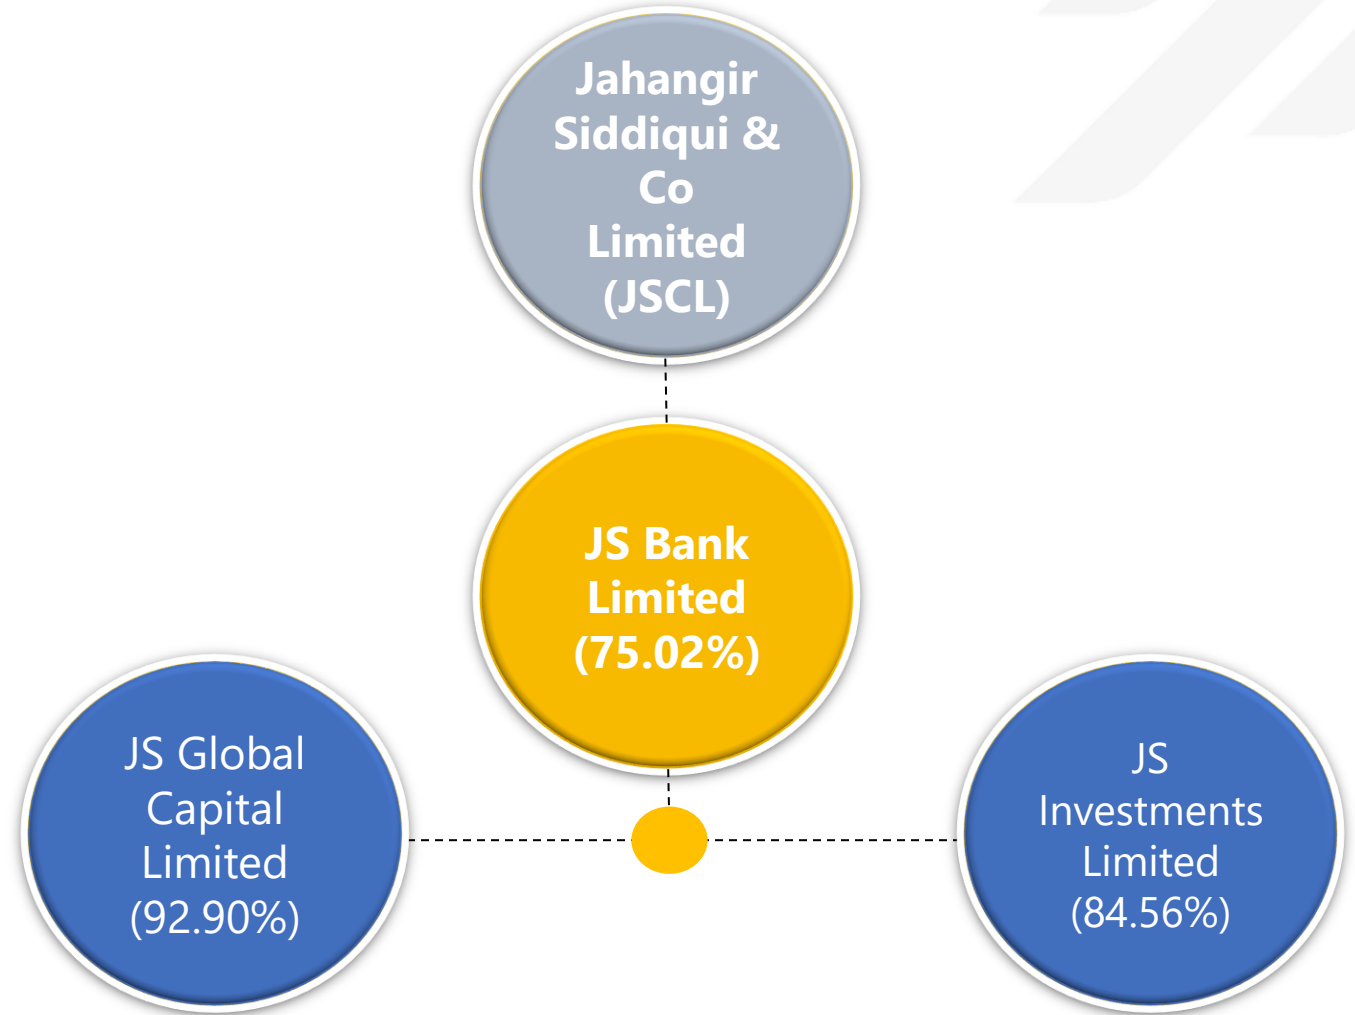 Jahangir
Siddiqui &
Co
Limited
(JSCL)
JS Bank
Limited
(75.02%)
JS Global
Capital
Limited
(92.90%)
JS
Investments
Limited
(84.56%)